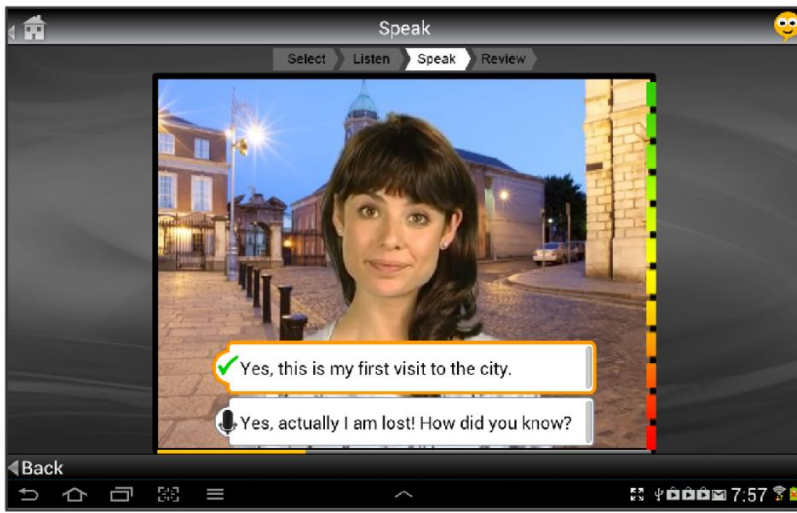 Speak
Select Listen Speak Review
Yes, this is my first visit to the city.
Yes, actually I am lost! How did you know?
Back
7:57